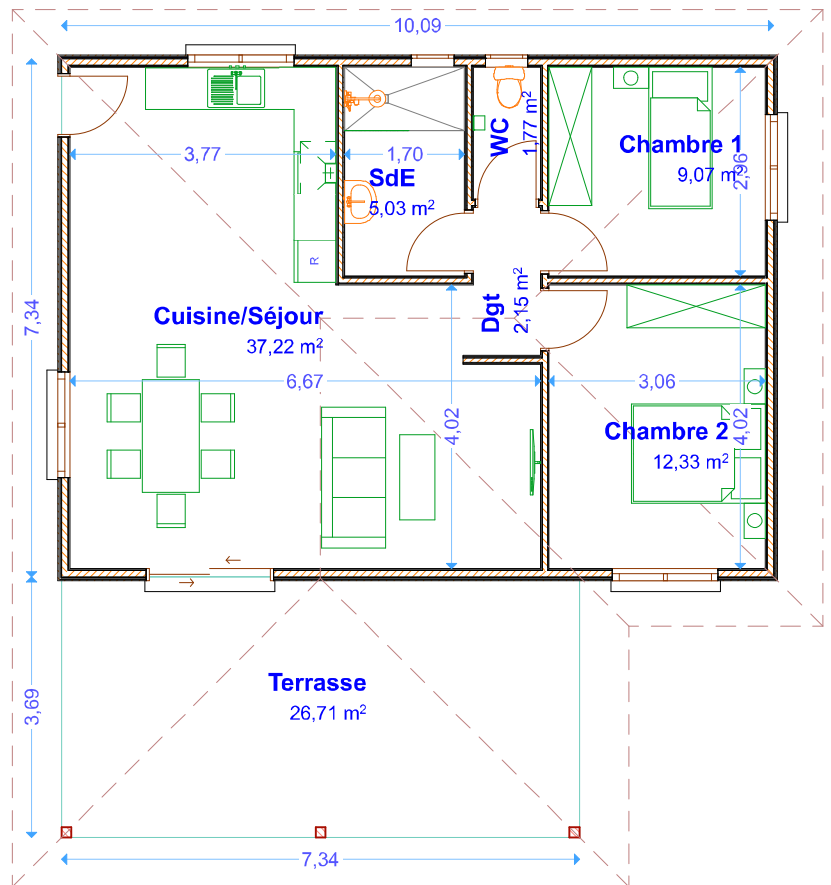 10,09
WC
1,77 m²
Chambre 1
9,07 m²
2,96
3,77
1,70
SdE
5,03 m²
R
7,34
Cuisine/Séjour
37,22 m²
Dgt
2,15 m²
6,67
3,06
4,02
4,02
Chambre 2
12,33 m²
Terrasse
26,71 m²
3,69
7,34